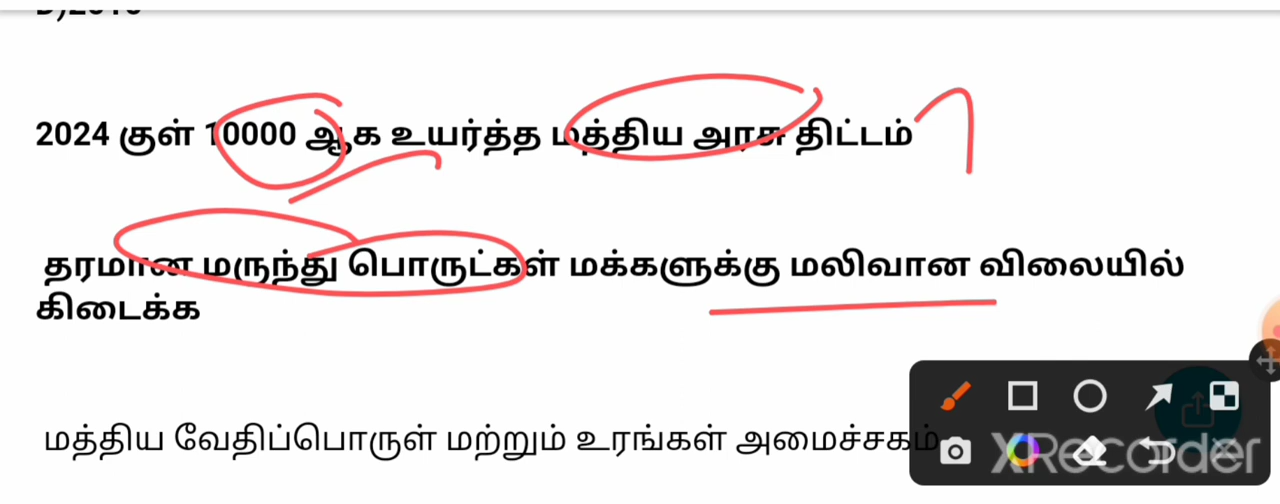 2024 குள் 10000 ஆக உயர்த்த மத்திய அரசு திட்டம்
தரமான மருந்து பொருட்கள் மக்களுக்கு மலிவான விலையில்
கிடைக்க
மத்திய வேதிப்பொருள் மற்றும் உரங்கள் அமைச்சகம்
XRecorder